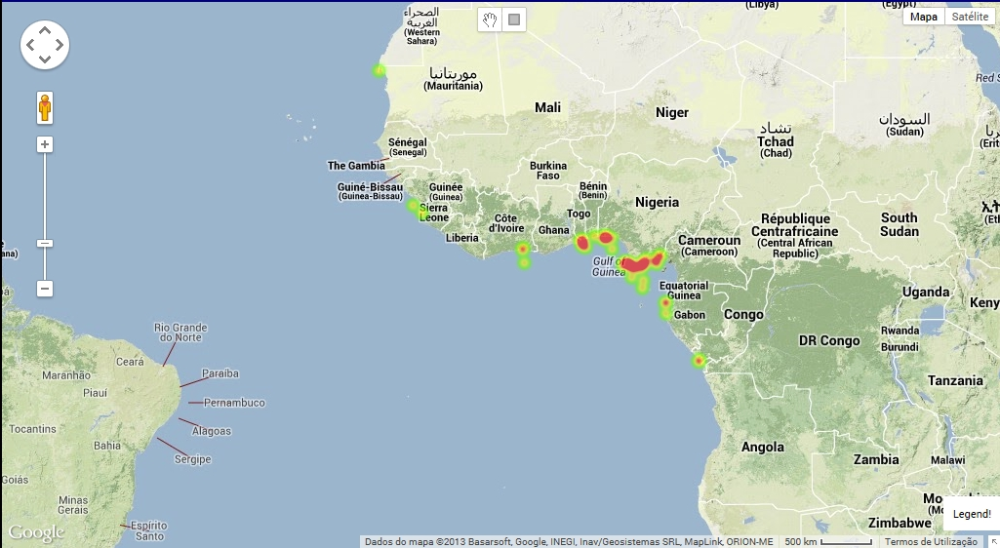 الصحراء
الغربية
(Western
Sahara)
(Libya)
(Egypt)
Mapa
Satélite
موريتانيا
(Mauritania)
Mali
Niger
تشاد
Tchad
(Chad)
السودان
(Sudan)
Red S
(Erit
Sénégal
(Senegal)
The Gambia
Guiné-Bissau
(Guinea-Bissau)
Guinée
(Guinea)
Sierra
Leone
Liberia
Burkina
Faso
Côte
d'Ivoire
Ghana
Togo
Bénin
(Bénin)
Nigeria
Cameroun
(Cameroon)
République
Centrafricaine
(Central African
Republic)
South
Sudan
(Eth
Gulf of
Guinea
Equatorial
Guinea
Gabon
Congo
DR Congo
Uganda
Keny
Rwanda
Burundi
Tanzania
Angola
Zambia
Malawi
Zimbabwe
Legend!
ana)
Rio Grande
do Norte
Ceará
Maranhão
Piauí
Paraíba
Pernambuco
Alagoas
Sergipe
Tocantins
Bahia
Goiás
Minas
Gerais
Espírito
Santo
Google
Dados do mapa ©2013 Basarsoft, Google, INEGI, Inav/Geosistemas SRL, MapLink, ORION-ME
500 km
Termos de Utilização